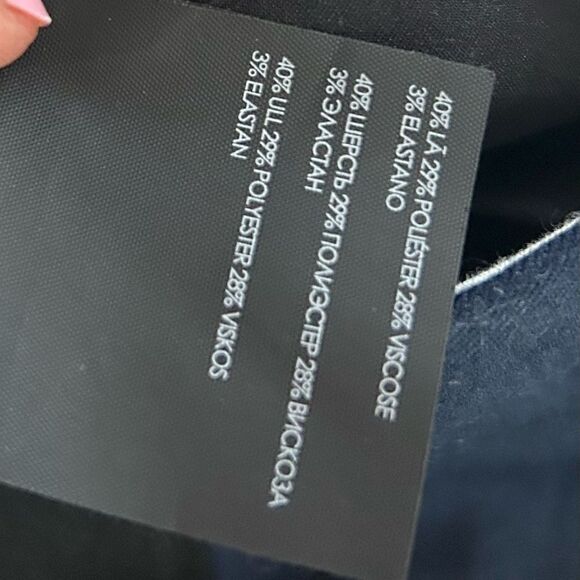 40% LÃ 29% POLIÉSTER 28% VISCOSE
3% ELASTANO
40% ШЕРСТЬ 29% ПОЛИЭСТЕР 28% ВИСКОЗА
3% ЭЛАСТАН
40% ULL 29% POLYESTER 28% VISKOS
3% ELASTAN